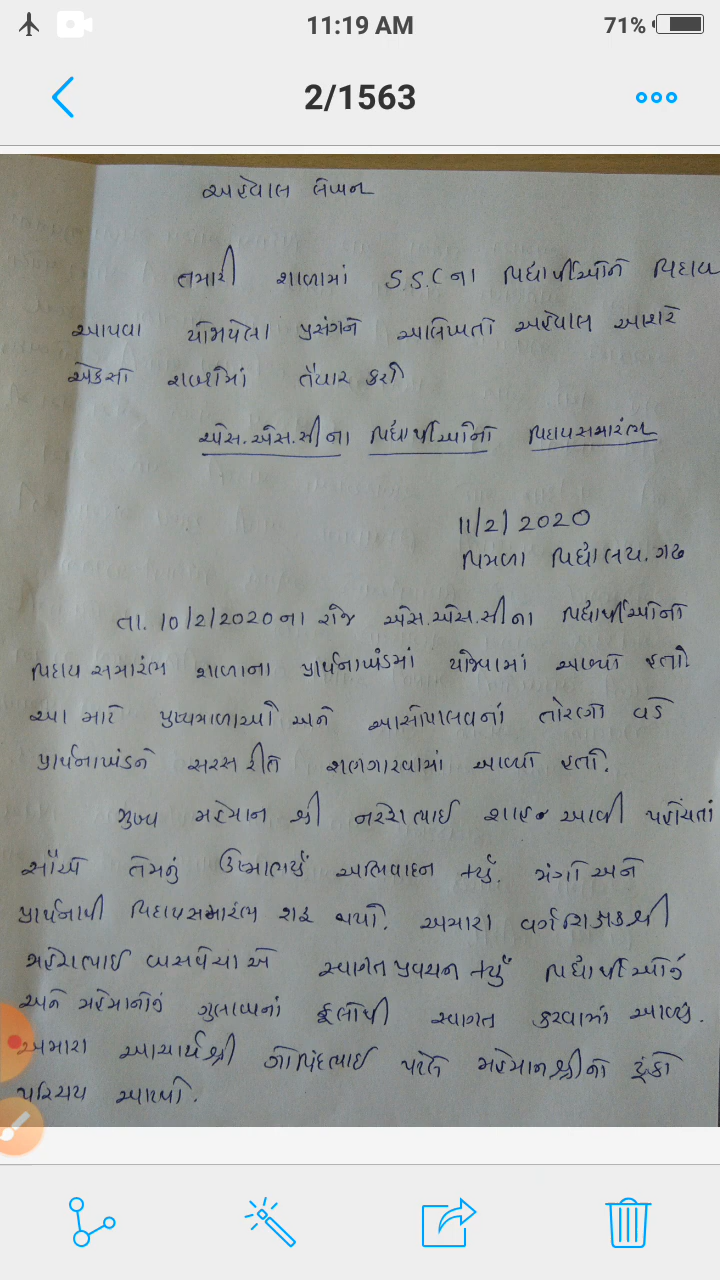 11:19 AM
71%
2/1563
અહેવાલ લેખન
તમારી શાળામાં S.S.C ના વિદ્યાર્થીઓને વિદાય
આપવા યોજાયેલા પ્રસંગને આલેખતો અહેવાલ આશરે
એકસો શબ્દોમાં તૈયાર કરો
એસ.એસ.સી ના વિદ્યાર્થીઓનો વિદાયસમારંભ
11/2/2020
વિમળા વિદ્યાલય. ગઢ
તા. 10/2/2020 ના રોજ એસ.એસ.સી ના વિદ્યાર્થીઓનો
વિદાય સમારંભ શાળાના પ્રાર્થનાખંડમાં યોજવામાં આવ્યો હતો.
આ માટે પુષ્પમાળાઓ અને આસોપાલવનાં તોરણો વડે
પ્રાર્થનાખંડને સરસ રીતે શણગારવામાં આવ્યો હતો.
મુખ્ય મહેમાન શ્રી નરેશભાઈ શાહ આવી પહોંચતાં
સૌએ તેમનું ઉષ્માભર્યું અભિવાદન કર્યું. અને
પ્રાર્થનાથી વિદાયસમારંભ શરૂ થયો. અમારા વર્ગશિક્ષકશ્રી
મહેશભાઈ એ સ્વાગત પ્રવચન કર્યું વિદ્યાર્થીઓનું
અને મહેમાનોનું ગુલાબનાં ફૂલોથી સ્વાગત કરવામાં આવ્યું.
અમારા આચાર્યશ્રી ગોવિંદભાઈ પટેલે મહેમાનશ્રીનો ટૂંકો
પરિચય આપ્યો.